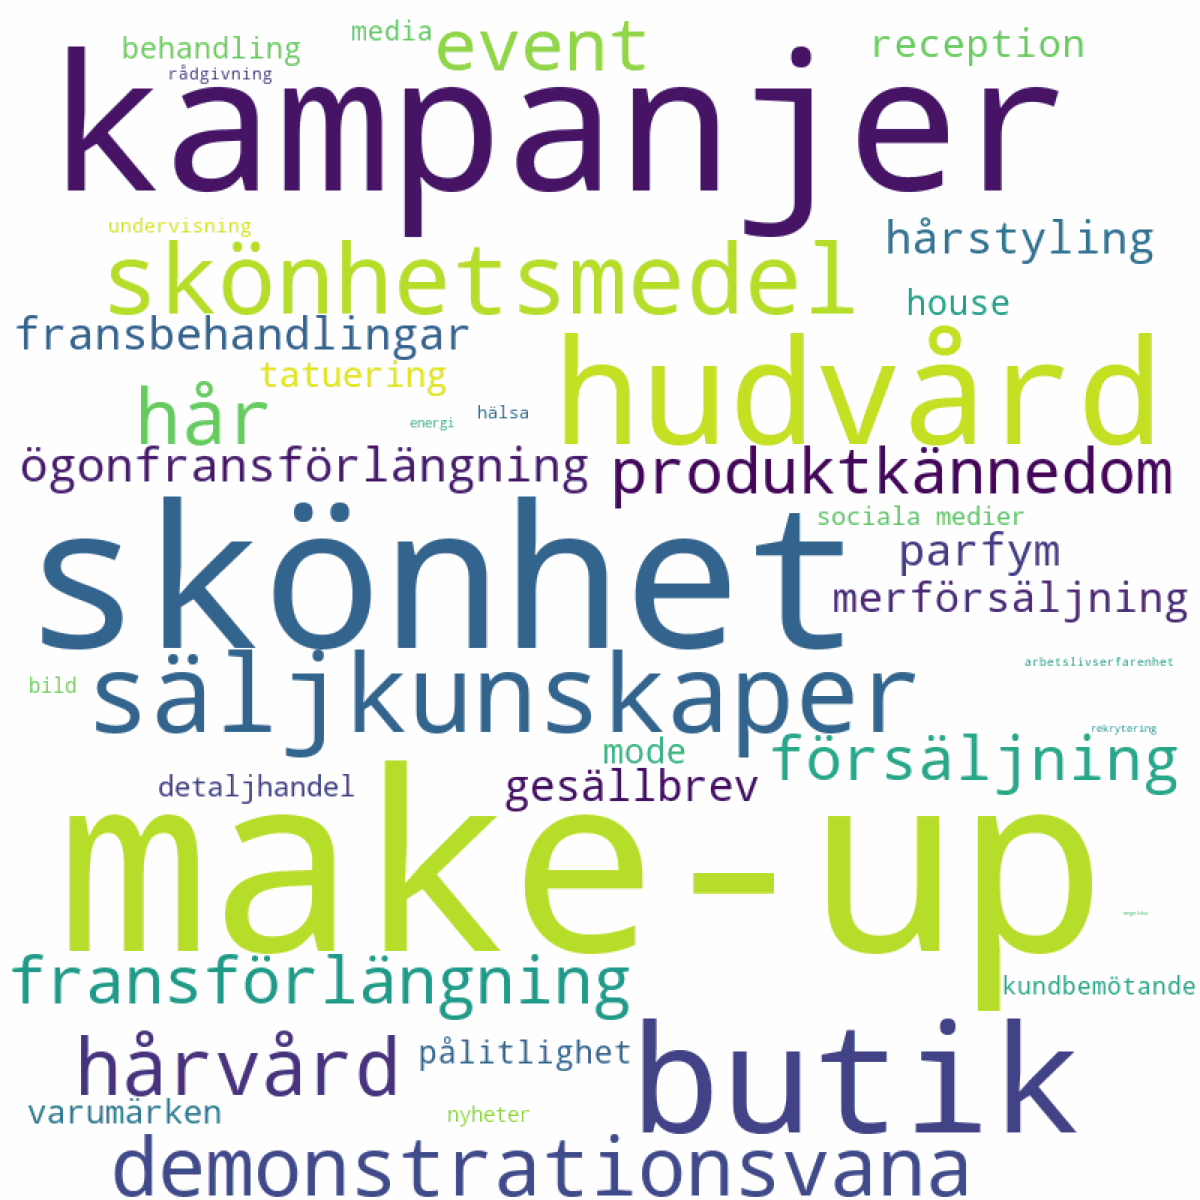 media
event
reception
behandling
rådgivning
kampanjer
undervisning
hårstyling
skönhetsmedel
house
fransbehandlingar
hudvård
tatuering
hår
energi
hälsa
ögonfransförlängning
produktkännedom
skönhet
sociala medier
parfym
merförsäljning
säljkunskaper
arbetslivserfarenhet
bild
rekrytering
mode
försäljning
detaljhandel
gesällbrev
make-up
fransförlängning
kundbemötande
hårvård
pålitlighet
butik
varumärken
nyheter
demonstrationsvana